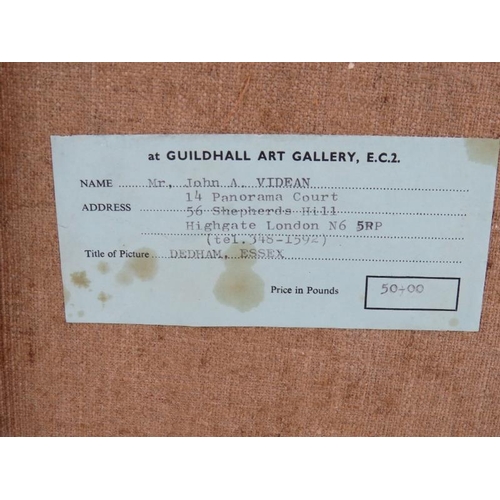 at GUILDHALL ART GALLERY, E.C.2.
NAME Mr, John A. VIDEAN
14 Panorama Court
ADDRESS 56 Shepherds Hill
Highgate London N6 5RP
(tel.348-1592)
Title of Picture DEDHAM, ESSEX
Price in Pounds 50-00